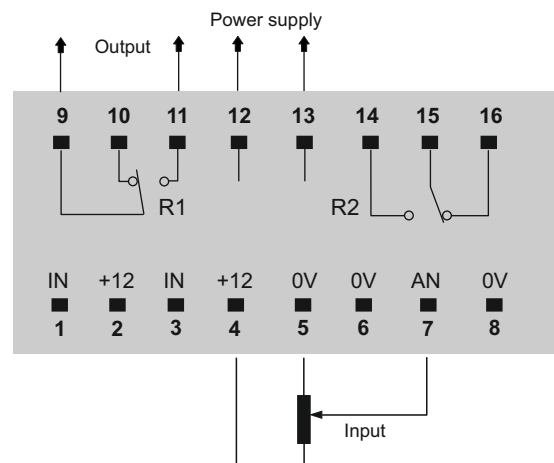 Power supply
Output
9 10 11 12 13 14 15 16
R1 R2
IN +12 IN +12 0V 0V AN 0V
1 2 3 4 5 6 7 8
Input